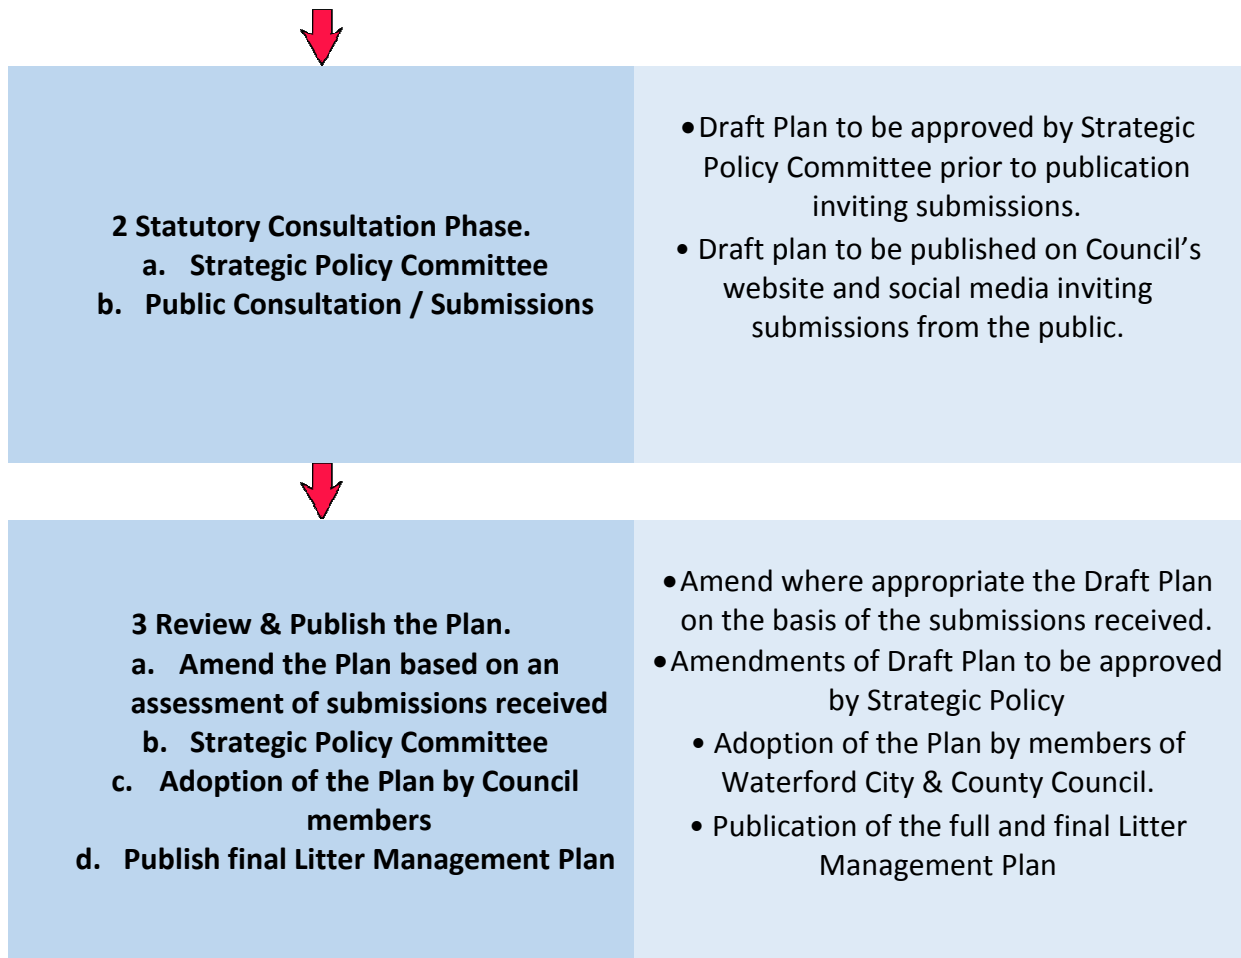 2 Statutory Consultation Phase.
a. Strategic Policy Committee
b. Public Consultation / Submissions
• Draft Plan to be approved by Strategic
Policy Committee prior to publication
inviting submissions.
• Draft plan to be published on Council’s
website and social media inviting
submissions from the public.
3 Review & Publish the Plan.
a. Amend the Plan based on an
assessment of submissions received
b. Strategic Policy Committee
c. Adoption of the Plan by Council
members
d. Publish final Litter Management Plan
• Amend where appropriate the Draft Plan
on the basis of the submissions received.
• Amendments of Draft Plan to be approved
by Strategic Policy
• Adoption of the Plan by members of
Waterford City & County Council.
• Publication of the full and final Litter
Management Plan